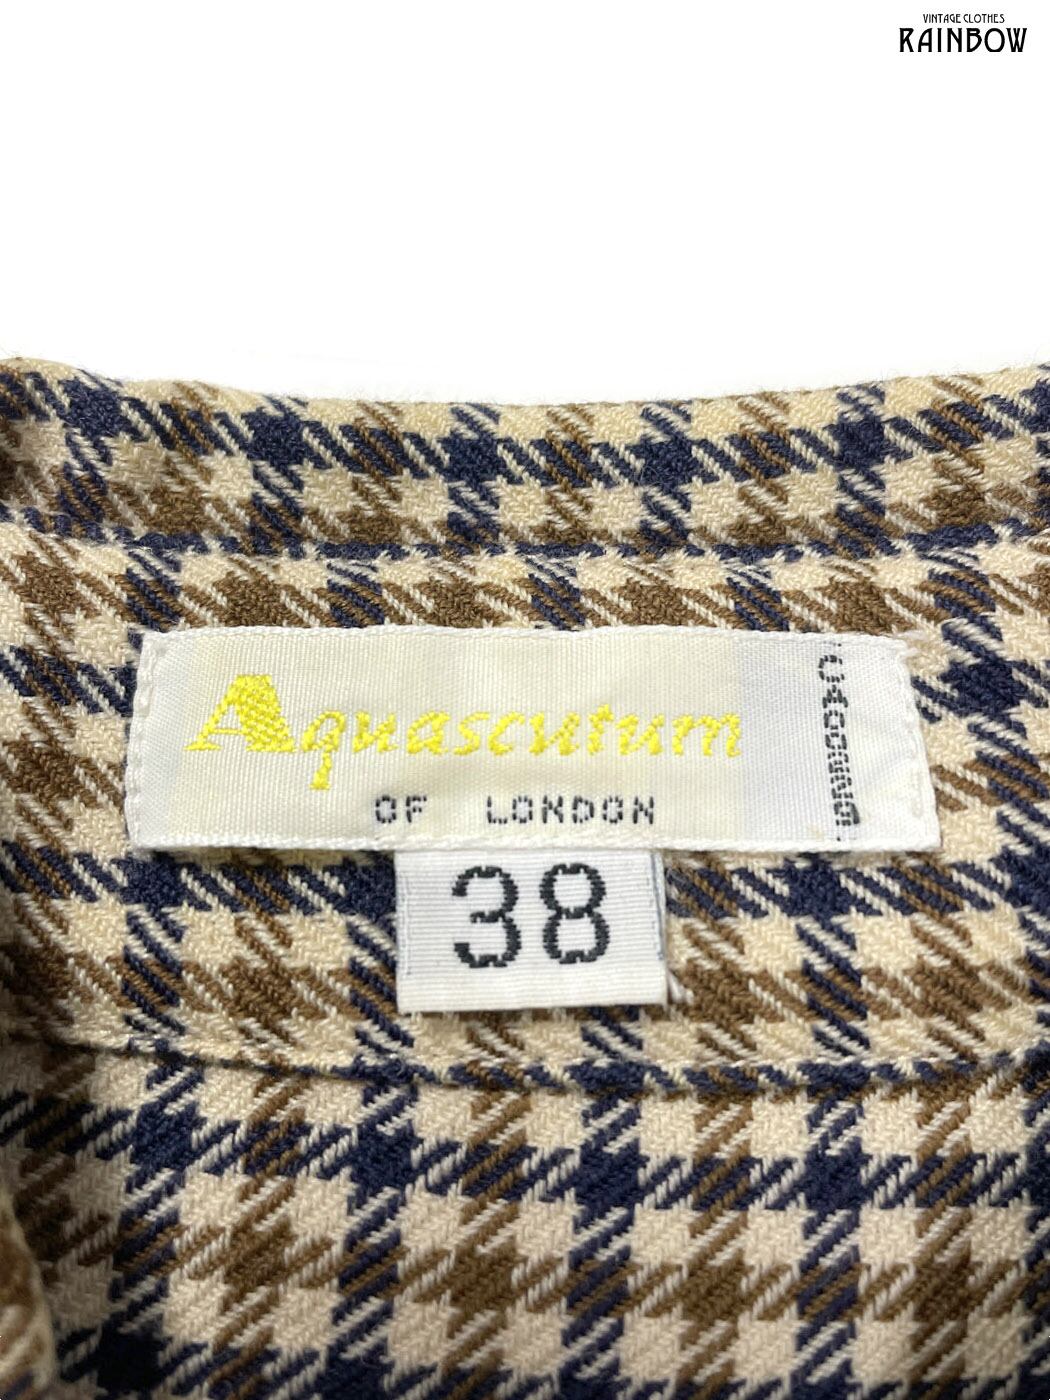 VINTAGE CLOTHES
RAINBOW
Aquascutum
OF LONDON
38